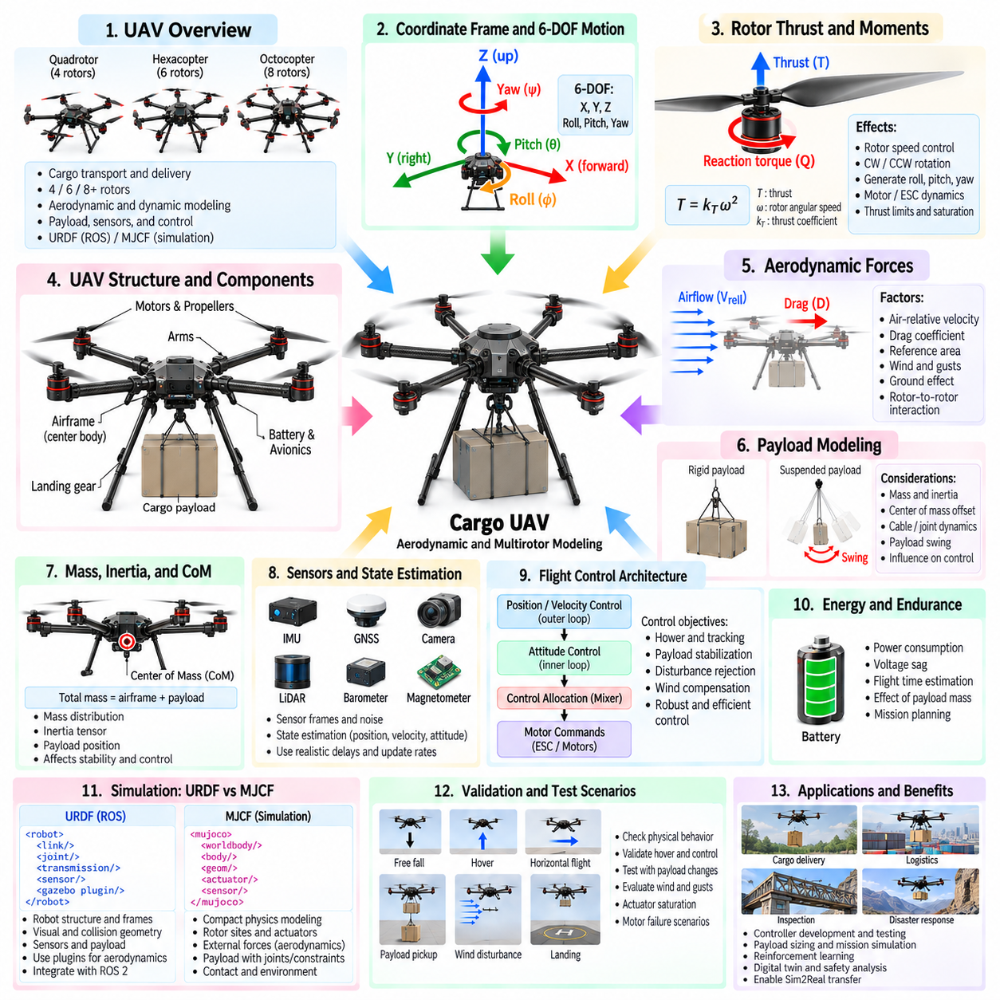 1. UAV Overview
Quadrotor
(4 rotors)
Hexacopter
(6 rotors)
Octocopter
(8 rotors)
• Cargo transport and delivery
• 4 / 6 / 8+ rotors
• Aerodynamic and dynamic modeling
• Payload, sensors, and control
• URDF (ROS) / MJCF (simulation)
2. Coordinate Frame and 6-DOF Motion
Z (up)
Yaw (ψ)
6-DOF:
X, Y, Z
Roll, Pitch, Yaw
Pitch (θ)
Y (right)
X (forward)
Roll (ϕ)
3. Rotor Thrust and Moments
Thrust (T)
Reaction torque (Q)
T = k_T ω²
T : thrust
ω : rotor angular speed
k_T : thrust coefficient
Effects:
• Rotor speed control
• CW / CCW rotation
• Generate roll, pitch, yaw
• Motor / ESC dynamics
• Thrust limits and saturation
4. UAV Structure and Components
Motors & Propellers
Arms
Airframe
(center body)
Battery &
Avionics
Landing gear
Cargo payload
Cargo UAV
Aerodynamic and Multirotor Modeling
5. Aerodynamic Forces
Airflow (Vrell)
Drag (D)
Factors:
• Air-relative velocity
• Drag coefficient
• Reference area
• Wind and gusts
• Ground effect
• Rotor-to-rotor
interaction
6. Payload Modeling
Rigid payload
Suspended payload
Swing
Considerations:
• Mass and inertia
• Center of mass offset
• Cable / joint dynamics
• Payload swing
• Influence on control
7. Mass, Inertia, and CoM
Center of Mass (CoM)
Total mass = airframe + payload
• Mass distribution
• Inertia tensor
• Payload position
• Affects stability and control
8. Sensors and State Estimation
IMU
GNSS
Camera
LiDAR
Barometer
Magnetometer
• Sensor frames and noise
• State estimation (position, velocity, attitude)
• Use realistic delays and update rates
9. Flight Control Architecture
Position / Velocity Control
(outer loop)
Attitude Control
(inner loop)
Control Allocation (Mixer)
Motor Commands
(ESC / Motors)
Control objectives:
• Hower and tracking
• Payload stabilization
• Disturbance rejection
• Wind compensation
• Robust and efficient
control
10. Energy and Endurance
Battery
• Power consumption
• Voltage sag
• Flight time estimation
• Effect of payload mass
• Mission planning
11. Simulation: URDF vs MJCF
URDF (ROS)
<robot>
<link/>
<joint/>
<transmission/>
<sensor/>
<gazebo plugin/>
</robot>
• Robot structure and frames
• Visual and collision geometry
• Sensors and payload
• Use plugins for aerodynamics
• Integrate with ROS 2
MJCF (Simulation)
<mujoco>
<worldbody/>
<body/>
<geom/>
<actuator/>
<sensor/>
</mujoco>
• Compact physics modeling
• Rotor sites and actuators
• External forces (aerodynamics)
• Payload with joints/constraints
• Contact and environment
12. Validation and Test Scenarios
Free fall
Hover
Horizontal flight
Payload pickup
Wind disturbance
H
Landing
• Check physical behavior
• Validate hover and control
• Test with payload changes
• Evaluate wind and gusts
• Actuator saturation
• Motor failure scenarios
13. Applications and Benefits
Cargo delivery
Logistics
Inspection
Disaster response
• Controller development and testing
• Payload sizing and mission simulation
• Reinforcement learning
• Digital twin and safety analysis
• Enable Sim2Real transfer